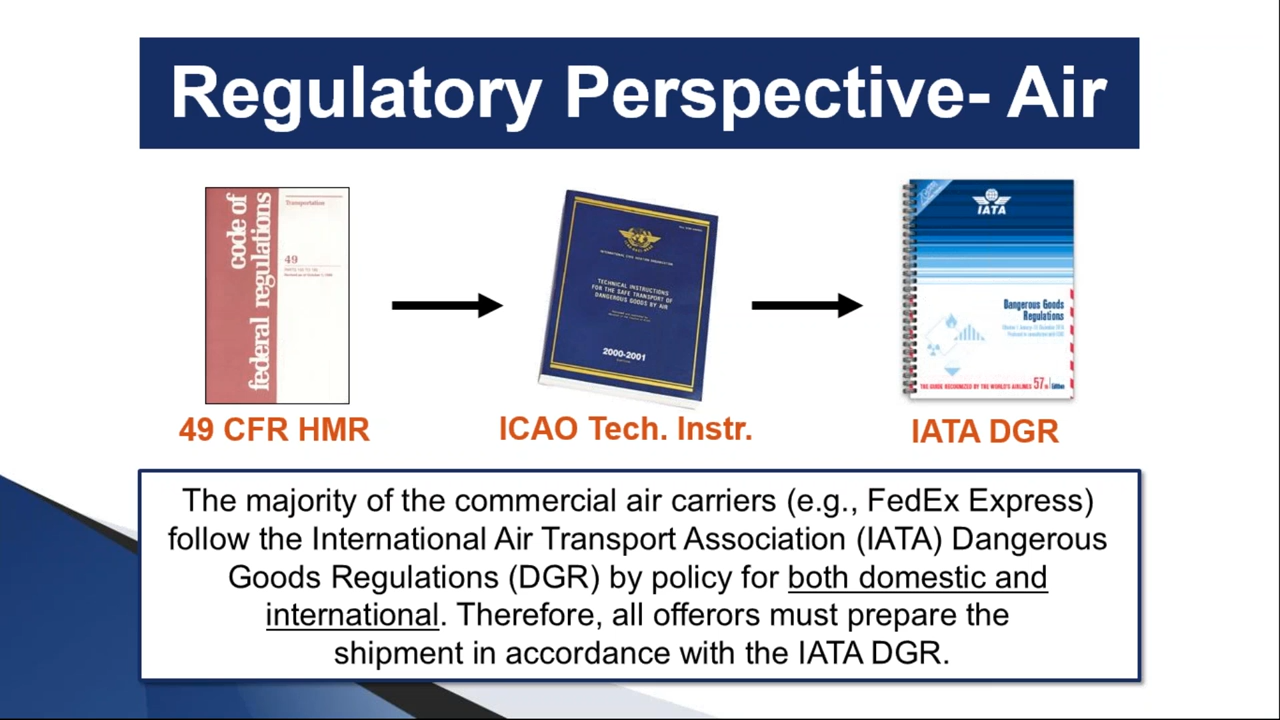 Regulatory Perspective- Air
code of
federal regulations
Transportation
49
INTERNATIONAL CIVIL AVIATION ORGANIZATION
TECHNICAL INSTRUCTIONS
FOR THE SAFE TRANSPORT OF
DANGEROUS GOODS BY AIR
2000-2001
IATA
Dangerous Goods
Regulations
THE GUIDE RECOGNIZED BY THE WORLD'S AIRLINES 57th Edition
49 CFR HMR
ICAO Tech. Instr.
IATA DGR
The majority of the commercial air carriers (e.g., FedEx Express)
follow the International Air Transport Association (IATA) Dangerous
Goods Regulations (DGR) by policy for both domestic and
international. Therefore, all offerors must prepare the
shipment in accordance with the IATA DGR.